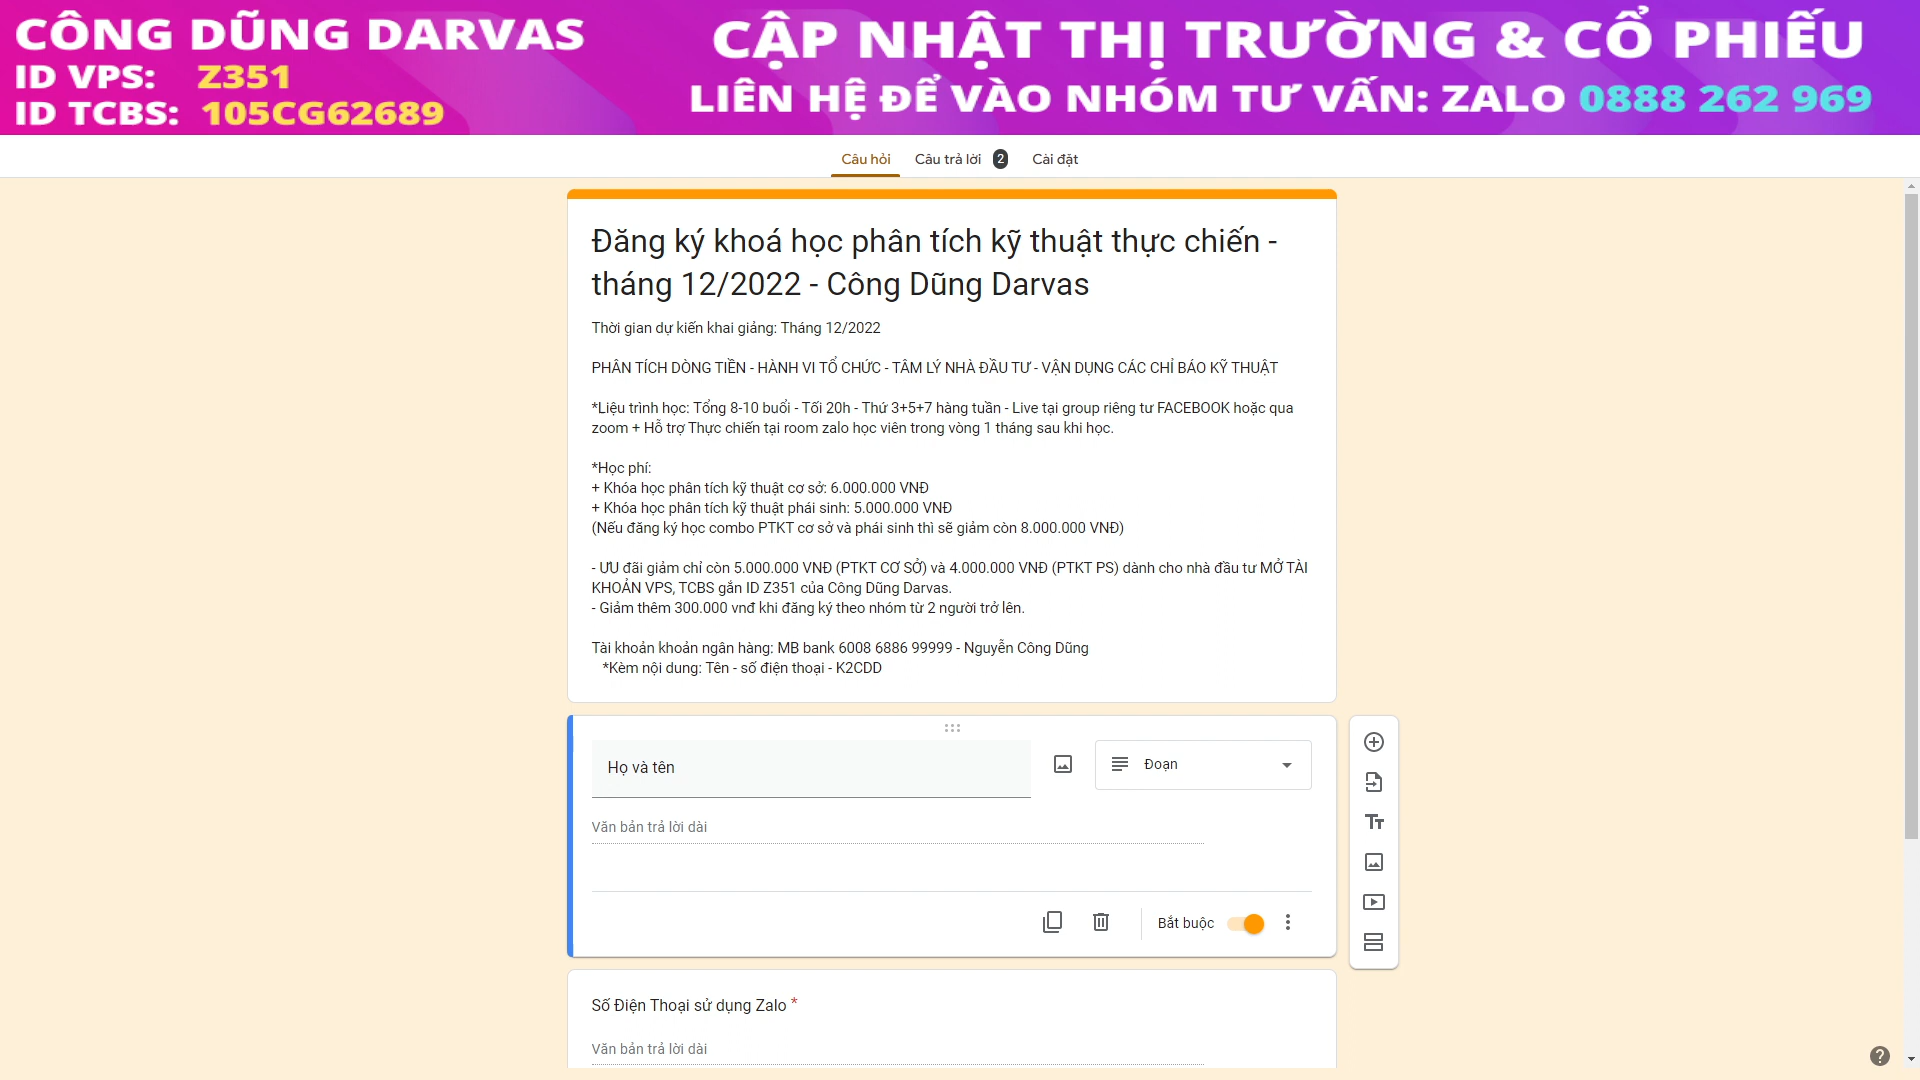 CÔNG DŨNG DARVAS
ID VPS: Z351
ID TCBS: 105CG62689
CẬP NHẬT THỊ TRƯỜNG & CỔ PHIẾU
LIÊN HỆ ĐỂ VÀO NHÓM TƯ VẤN: ZALO 0888 262 969
Câu hỏi Câu trả lời 2 Cài đặt
Đăng ký khoá học phân tích kỹ thuật thực chiến -
tháng 12/2022 - Công Dũng Darvas
Thời gian dự kiến khai giảng: Tháng 12/2022
PHÂN TÍCH DÒNG TIỀN - HÀNH VI TỔ CHỨC - TÂM LÝ NHÀ ĐẦU TƯ - VẬN DỤNG CÁC CHỈ BÁO KỸ THUẬT
*Liệu trình học: Tổng 8-10 buổi - Tối 20h - Thứ 3+5+7 hàng tuần - Live tại group riêng tư FACEBOOK hoặc qua
zoom + Hỗ trợ Thực chiến tại room zalo học viên trong vòng 1 tháng sau khi học.
*Học phí:
+ Khóa học phân tích kỹ thuật cơ sở: 6.000.000 VNĐ
+ Khóa học phân tích kỹ thuật phái sinh: 5.000.000 VNĐ
(Nếu đăng ký học combo PTKT cơ sở và phái sinh thì sẽ giảm còn 8.000.000 VNĐ)
- ƯU đãi giảm chỉ còn 5.000.000 VNĐ (PTKT CƠ SỞ) và 4.000.000 VNĐ (PTKT PS) dành cho nhà đầu tư MỞ TÀI
KHOẢN VPS, TCBS gắn ID Z351 của Công Dũng Darvas.
- Giảm thêm 300.000 vnđ khi đăng ký theo nhóm từ 2 người trở lên.
Tài khoản khoản ngân hàng: MB bank 6008 6886 99999 - Nguyễn Công Dũng
*Kèm nội dung: Tên - số điện thoại - K2CDD
Họ và tên
Đoạn
Văn bản trả lời dài
Bắt buộc
Số Điện Thoại sử dụng Zalo *
Văn bản trả lời dài